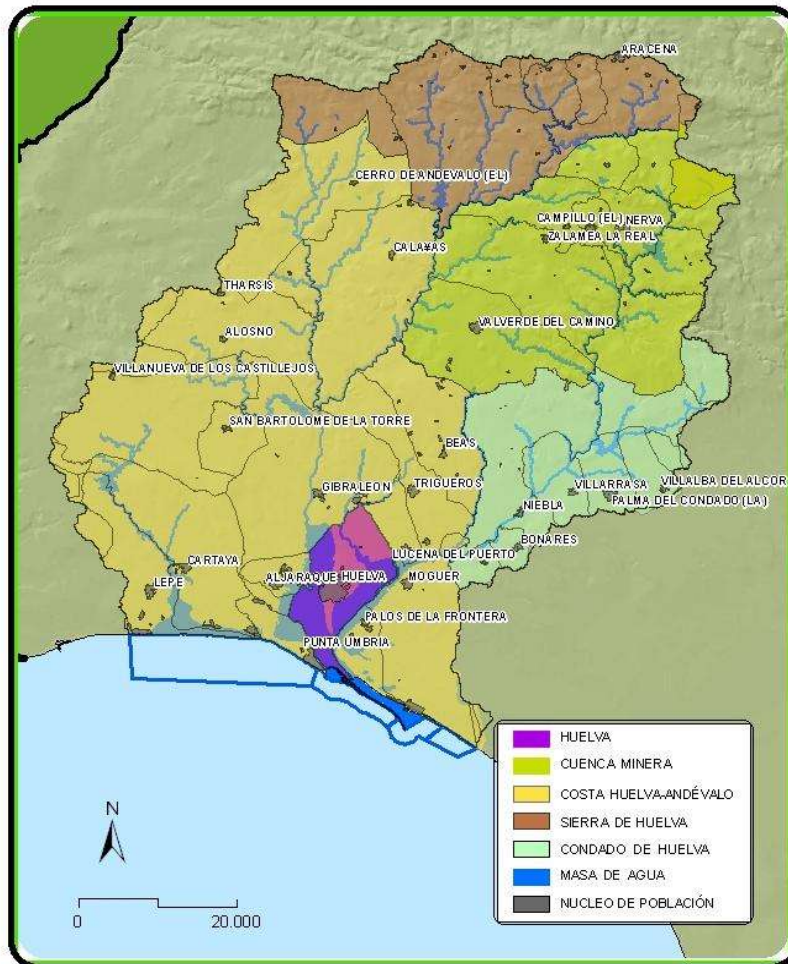 ARACENA
CERRO DE ANDEVALO (EL)
CAMPILLO (EL)
NERVA
ZALAMEA LA REAL
CALA¥AS
THARSIS
VALVERDE DEL CAMINO
ALOSNO
VILLANUEVA DE LOS CASTILLEJOS
SAN BARTOLOME DE LA TORRE
BEAS
GIBRALEON
TRIGUEROS
VILLARRASA
VILLALBA DEL ALCOR
PALMA DEL CONDADO (LA)
NIEBLA
BONARES
LUCENA DEL PUERTO
CARTAYA
LEPE
ALJARAQUE
HUELVA
MOGUER
PALOS DE LA FRONTERA
PUNTA UMBRIA
HUELVA
CUENCA MINERA
COSTA HUELVA-ANDÉVALO
SIERRA DE HUELVA
CONDADO DE HUELVA
MASA DE AGUA
NUCLEO DE POBLACIÓN
N
0 20.000